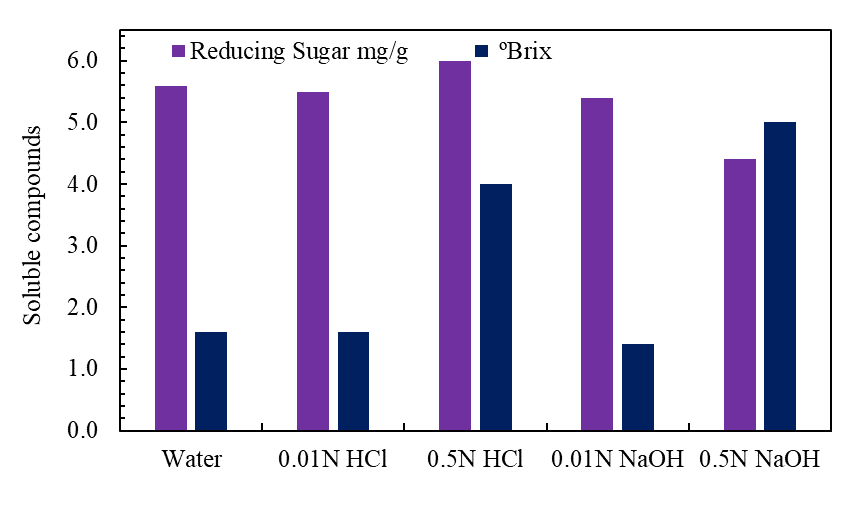 Reducing Sugar mg/g ºBrix
Soluble compounds
6.0
5.0
4.0
3.0
2.0
1.0
0.0
Water 0.01N HCl 0.5N HCl 0.01N NaOH 0.5N NaOH